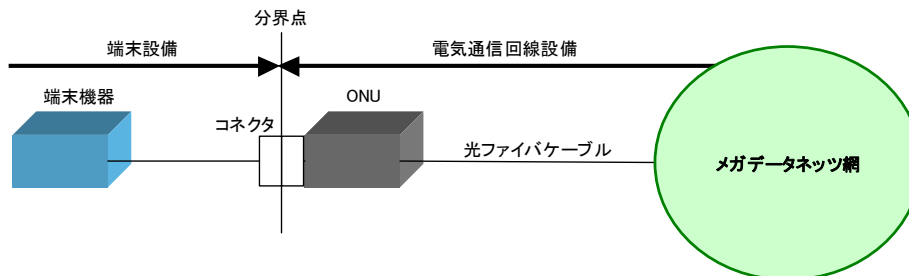 分界点
端末設備
電気通信回線設備
端末機器
ONU
コネクタ
光ファイバケーブル
メガデータネッツ網